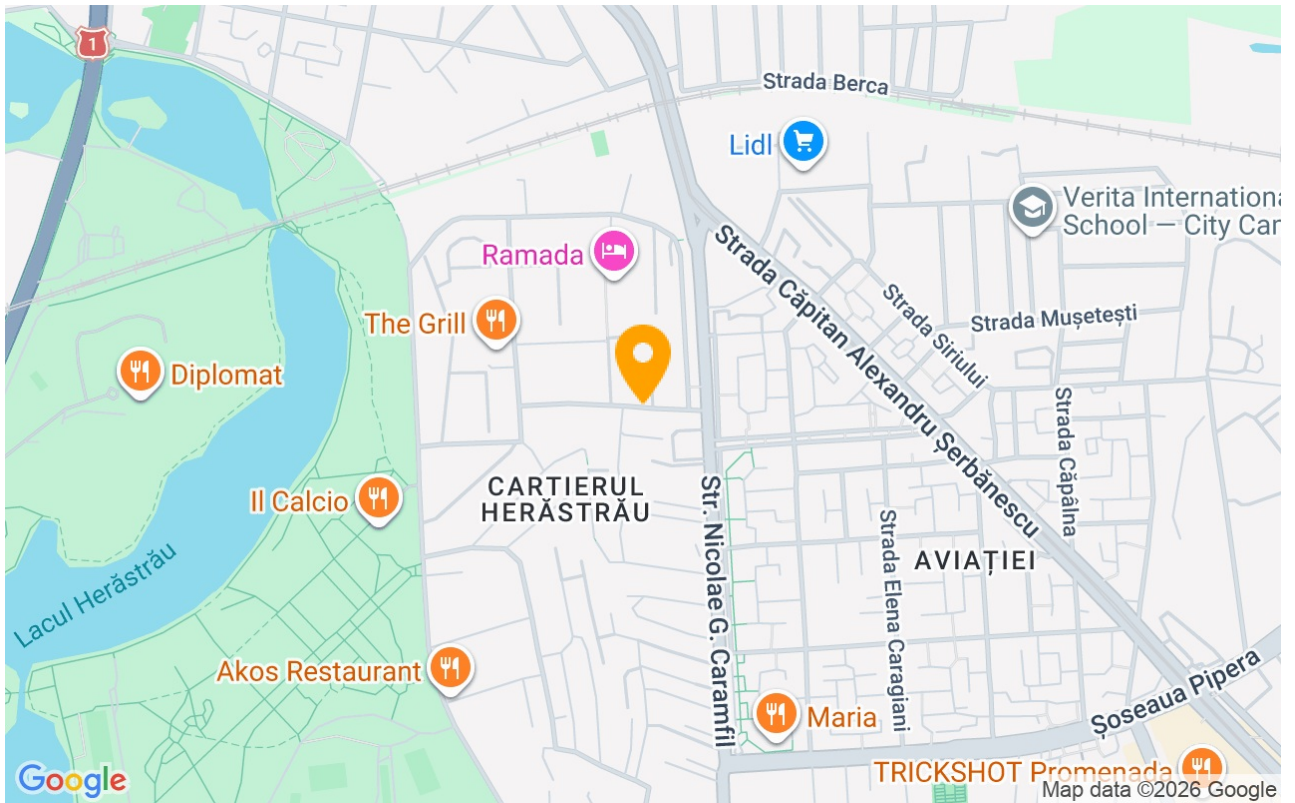 1
Strada Berca
Lidl
Verita Internationa
School — City Car
Ramada
Strada Căpitan Alexandru Șerbănescu
The Grill
Strada Siriului
Strada Mușetești
Diplomat
Strada Căpâlna
Il Calcio
CARTIERUL
HERĂSTRĂU
Str. Nicolae G. Caramfil
Strada Elena Caragiani
AVIAȚIEI
Lacul Herăstrău
Akos Restaurant
Maria
Șoseaua Pipera
TRICKSHOT Promenada
Google
Map data ©2026 Google